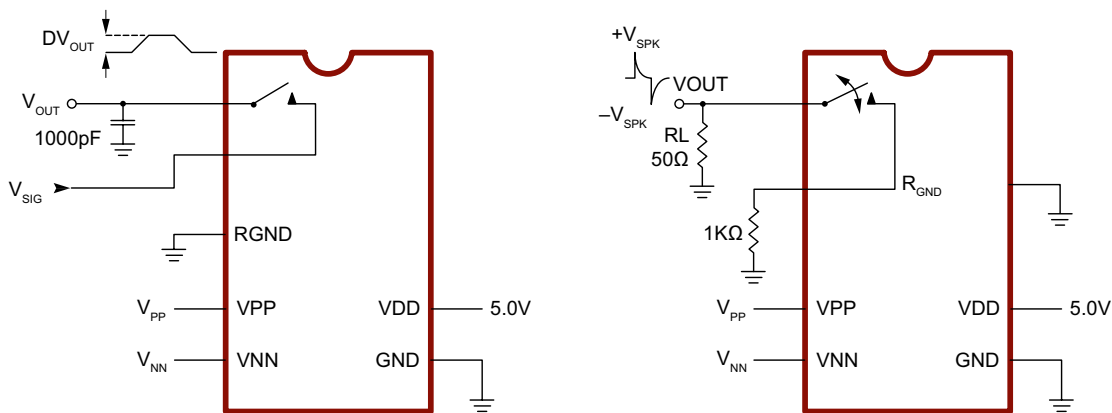 DV_OUT
V_OUT
1000pF
V_SIG
RGND
V_PP
VPP
VDD
5.0V
V_NN
VNN
GND
+V_SPK
VOUT
–V_SPK
RL
50Ω
R_GND
1KΩ
V_PP
VPP
VDD
5.0V
V_NN
VNN
GND